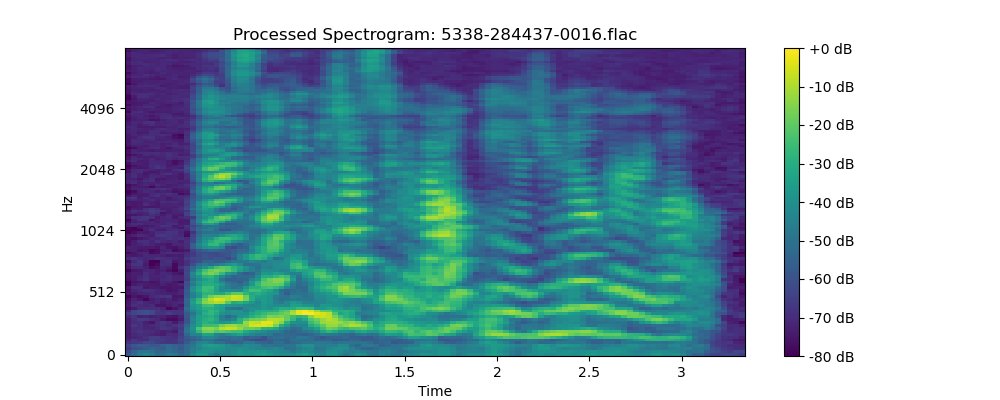 Processed Spectrogram: 5338-284437-0016.flac
Hz
4096
2048
1024
512
0
0 0.5 1 1.5 2 2.5 3
Time
+0 dB
-10 dB
-20 dB
-30 dB
-40 dB
-50 dB
-60 dB
-70 dB
-80 dB